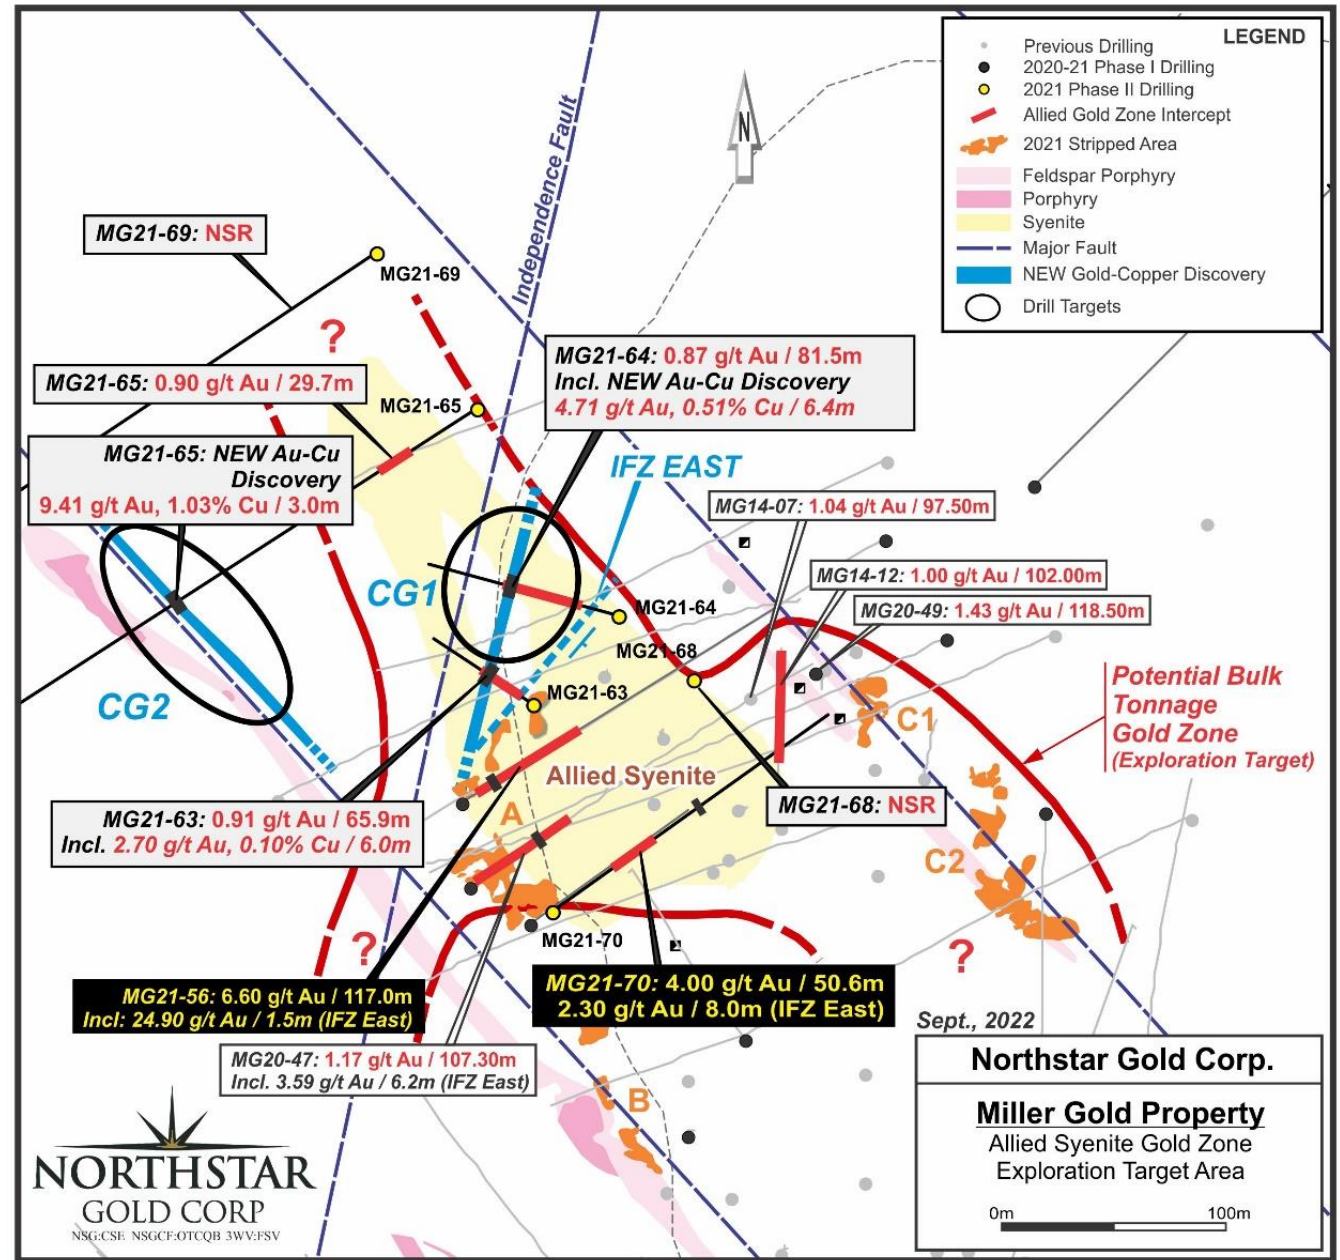 LEGEND
Previous Drilling
2020-21 Phase I Drilling
2021 Phase II Drilling
Allied Gold Zone Intercept
2021 Stripped Area
Feldspar Porphyry
Porphyry
Syenite
Major Fault
NEW Gold-Copper Discovery
Drill Targets
N
Independence Fault
MG21-69: NSR
MG21-69
?
MG21-65: 0.90 g/t Au / 29.7m
MG21-65
MG21-64: 0.87 g/t Au / 81.5m
Incl. NEW Au-Cu Discovery
4.71 g/t Au, 0.51% Cu / 6.4m
MG21-65: NEW Au-Cu
Discovery
9.41 g/t Au, 1.03% Cu / 3.0m
IFZ EAST
MG14-07: 1.04 g/t Au / 97.50m
MG14-12: 1.00 g/t Au / 102.00m
MG20-49: 1.43 g/t Au / 118.50m
CG1
MG21-64
MG21-68
MG21-63
CG2
C1
Potential Bulk
Tonnage
Gold Zone
(Exploration Target)
Allied Syenite
MG21-68: NSR
MG21-63: 0.91 g/t Au / 65.9m
Incl. 2.70 g/t Au, 0.10% Cu / 6.0m
A
C2
?
MG21-70
?
MG21-56: 6.60 g/t Au / 117.0m
Incl: 24.90 g/t Au / 1.5m (IFZ East)
MG21-70: 4.00 g/t Au / 50.6m
2.30 g/t Au / 8.0m (IFZ East)
MG20-47: 1.17 g/t Au / 107.30m
Incl. 3.59 g/t Au / 6.2m (IFZ East)
B
Sept., 2022
Northstar Gold Corp.
Miller Gold Property
Allied Syenite Gold Zone
Exploration Target Area
0m 100m
NORTHSTAR
GOLD CORP
NSG:CSE NSGCF:OTCQB 3WV:FSV